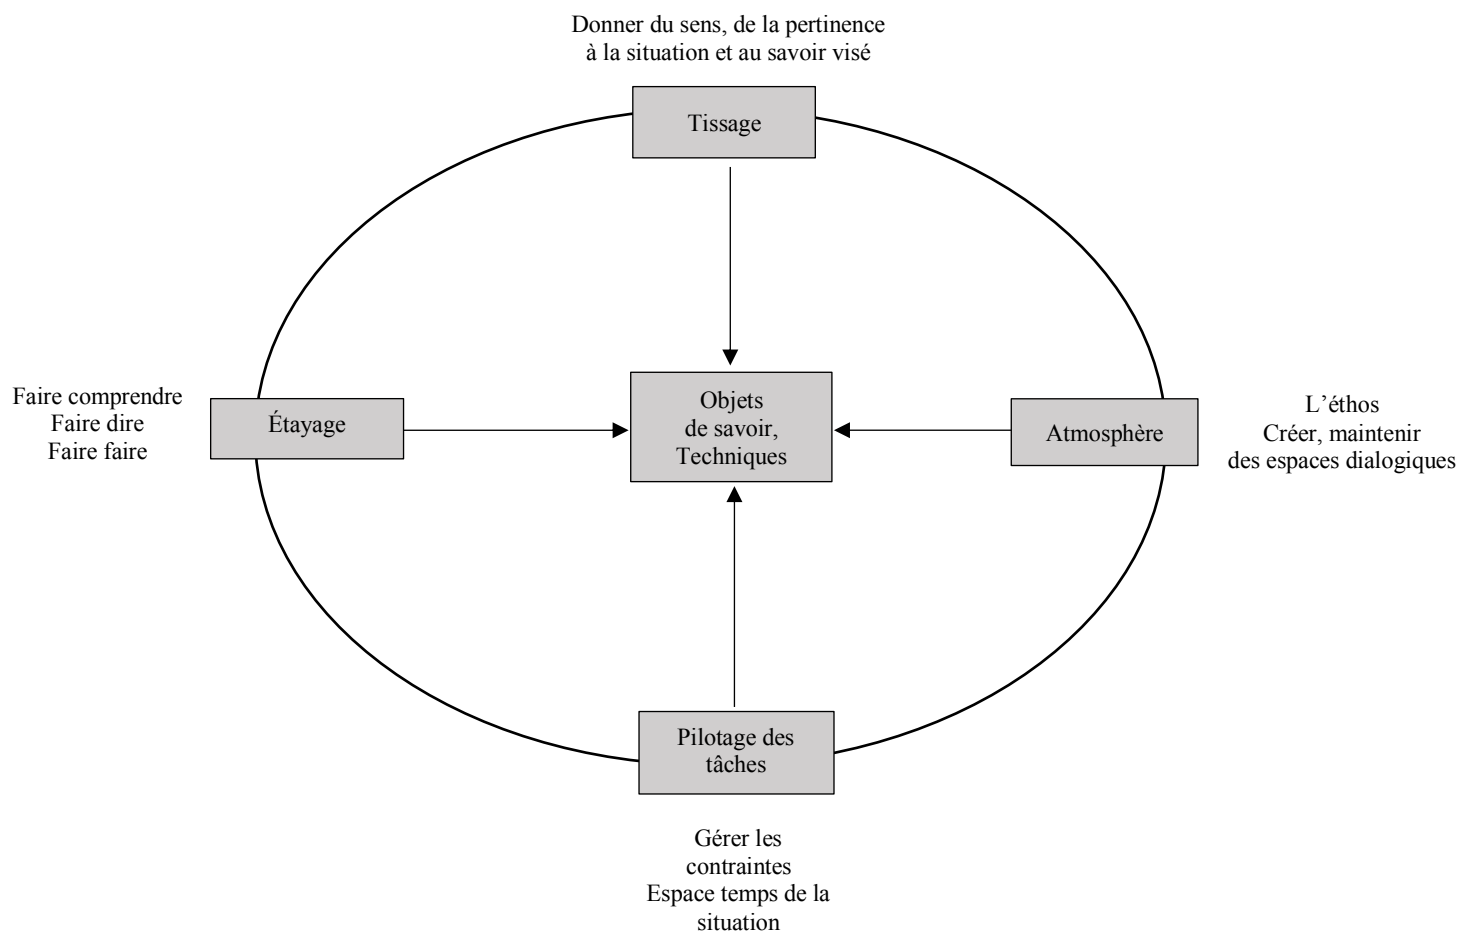 Donner du sens, de la pertinence
à la situation et au savoir visé
Tissage
Faire comprendre
Faire dire
Faire faire
Étayage
Objets
de savoir,
Techniques
Atmosphère
L’éthos
Créer, maintenir
des espaces dialogiques
Pilotage des
tâches
Gérer les
contraintes
Espace temps de la
situation